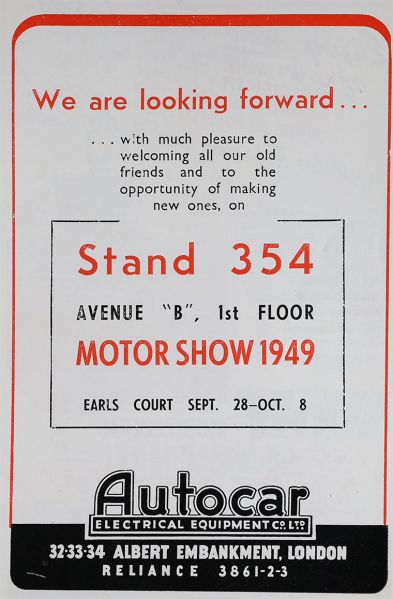 We are looking forward...
...with much pleasure to
welcoming all our old
friends and to the
opportunity of making
new ones, on
Stand 354
AVENUE "B", 1st FLOOR
MOTOR SHOW 1949
EARLS COURT SEPT. 28-OCT. 8
Autocar
ELECTRICAL EQUIPMENT CO. LTD
32·33·34 ALBERT EMBANKMENT, LONDON
RELIANCE 3861-2-3